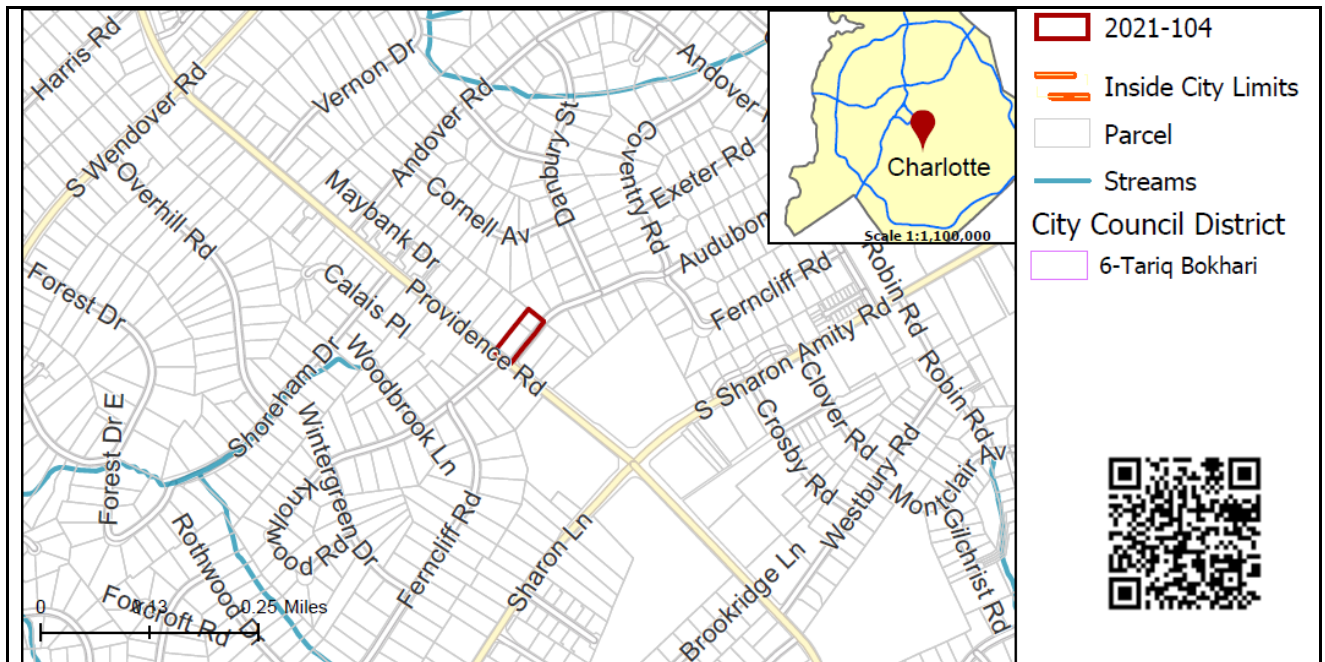 Harris Rd
S Wendover Rd
Vernon Dr
Andover Rd
Danbury St
Coventry Rd
Exeter Rd
Overhill Rd
Maybank Dr
Cornell Av
Audubon
Forest Dr
Calais Pl
Providence Rd
Ferncliff Rd
Robin Rd
Shoreham Dr
Woodbrook Ln
S Sharon Amity Rd
Forest Dr E
Wintergreen Dr
Knollwood Rd
Ferncliff Rd
Sharon Ln
Crosby Rd
Clover Rd
Westbury Rd
Robin Rd
Montclair Av
Gilchrist Rd
Rothwood Dr
Foxcroft Rd
Brookridge Ln
0 0.13 0.25 Miles
Charlotte
Scale 1:1,100,000
2021-104
Inside City Limits
Parcel
Streams
City Council District
6-Tariq Bokhari